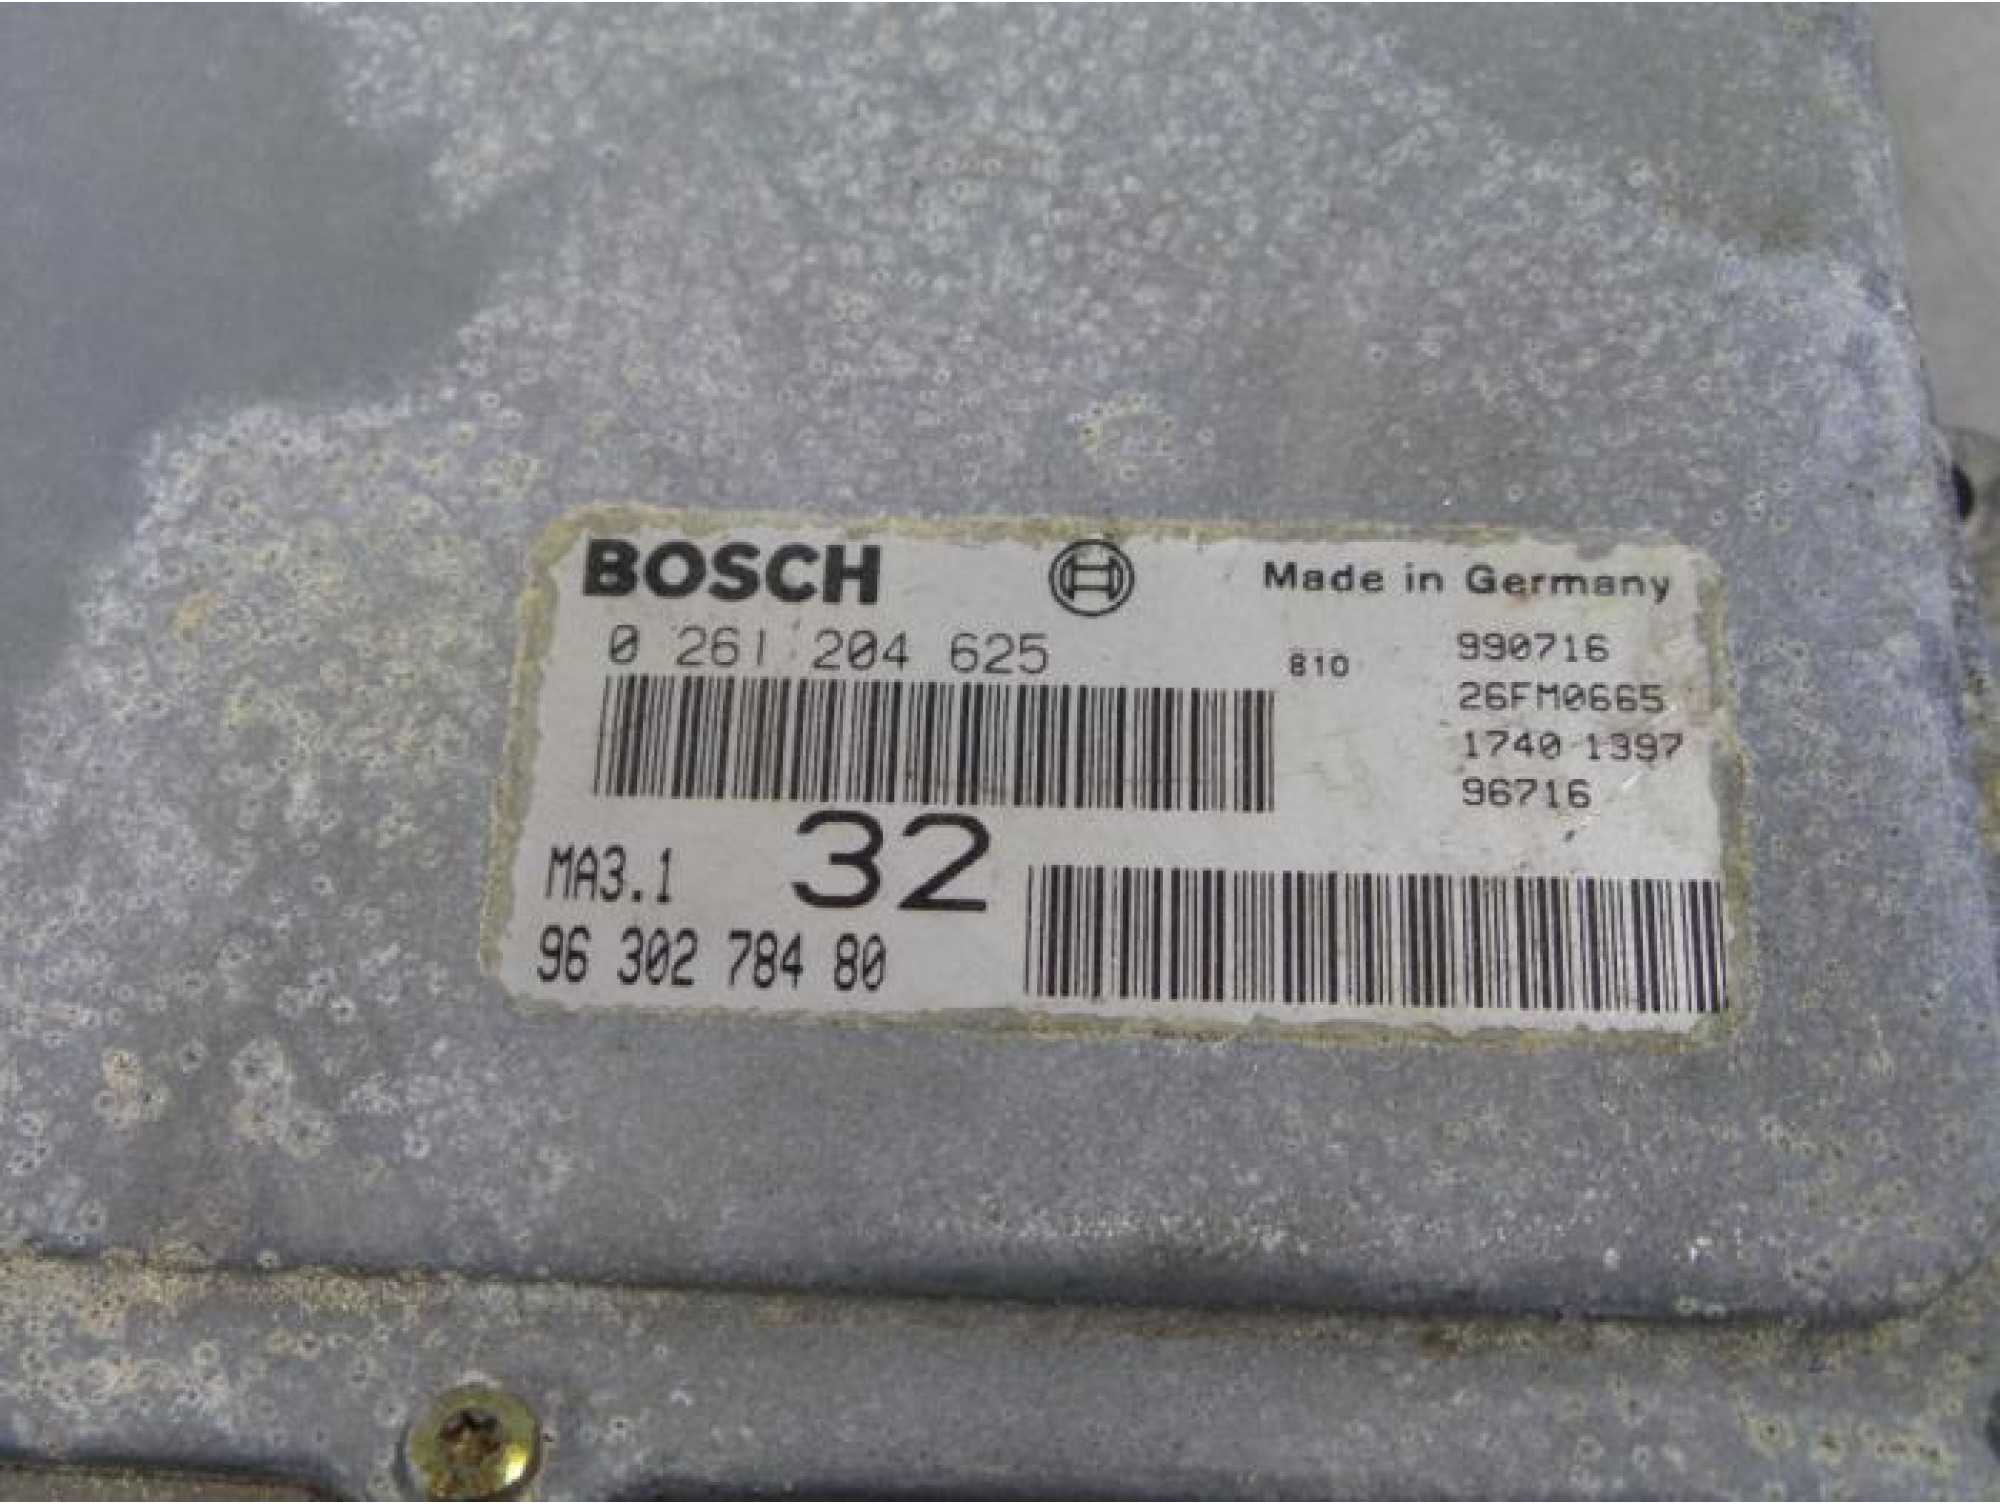 BOSCH
Made in Germany
0 261 204 625
810
990716
26FM0665
1740 1397
96716
MA3.1
32
96 302 784 80